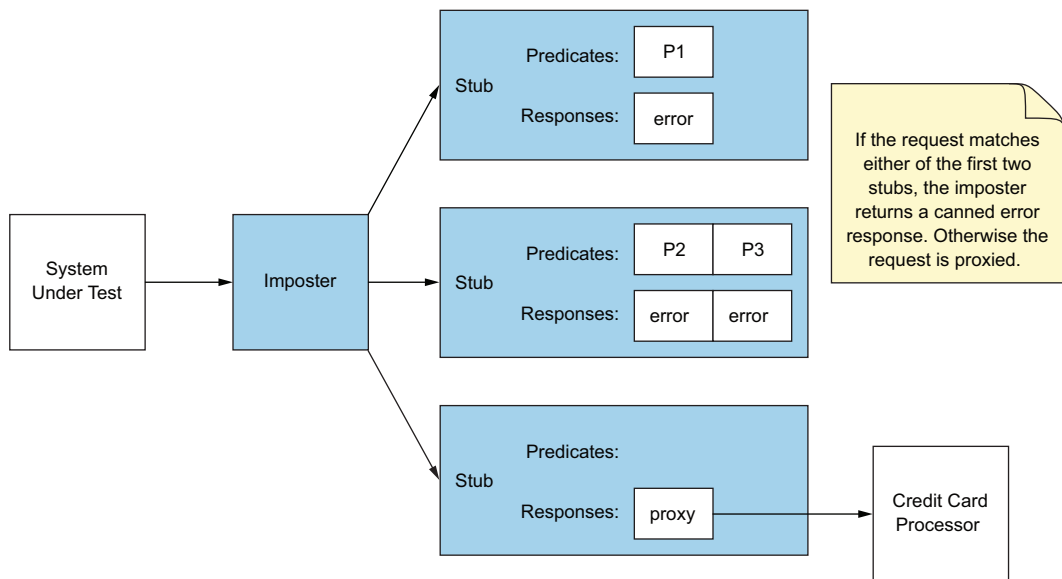 System
Under Test
Imposter
Stub
Predicates:
P1
Responses:
error
Stub
Predicates:
P2
P3
Responses:
error
error
Stub
Predicates:
Responses:
proxy
Credit Card
Processor
If the request matches
either of the first two
stubs, the imposter
returns a canned error
response. Otherwise the
request is proxied.